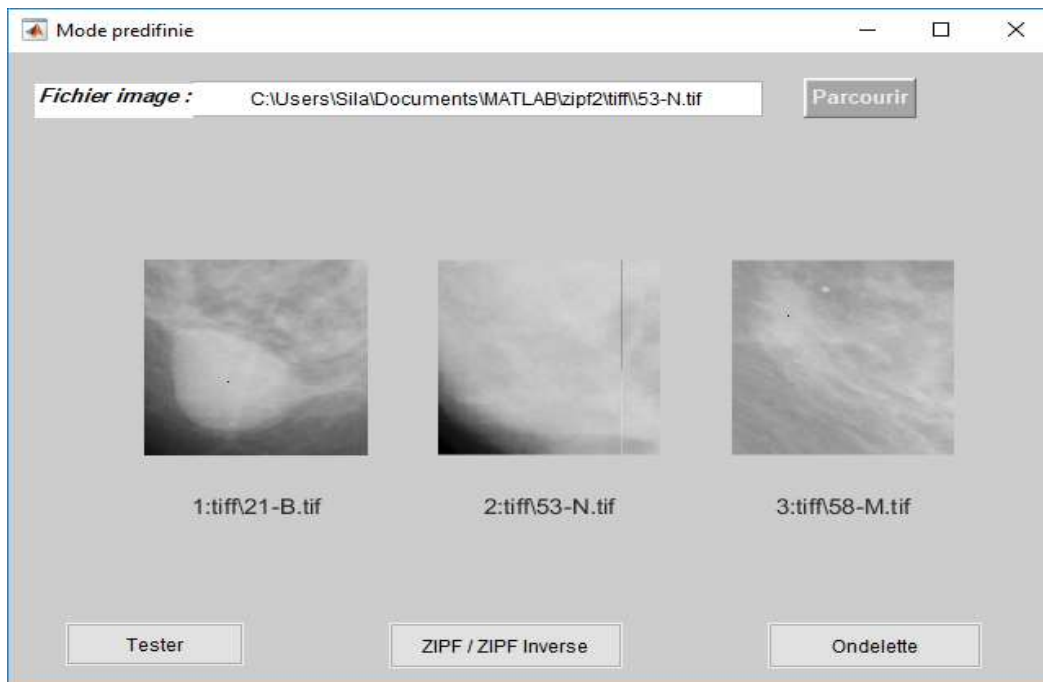 Mode predifinie
Fichier image : C:\Users\Sila\Documents\MATLAB\zipf2\tiff\\53-N.tif Parcourir
1:tiff\21-B.tif 2:tiff\53-N.tif 3:tiff\58-M.tif
Tester ZIPF / ZIPF Inverse Ondelette